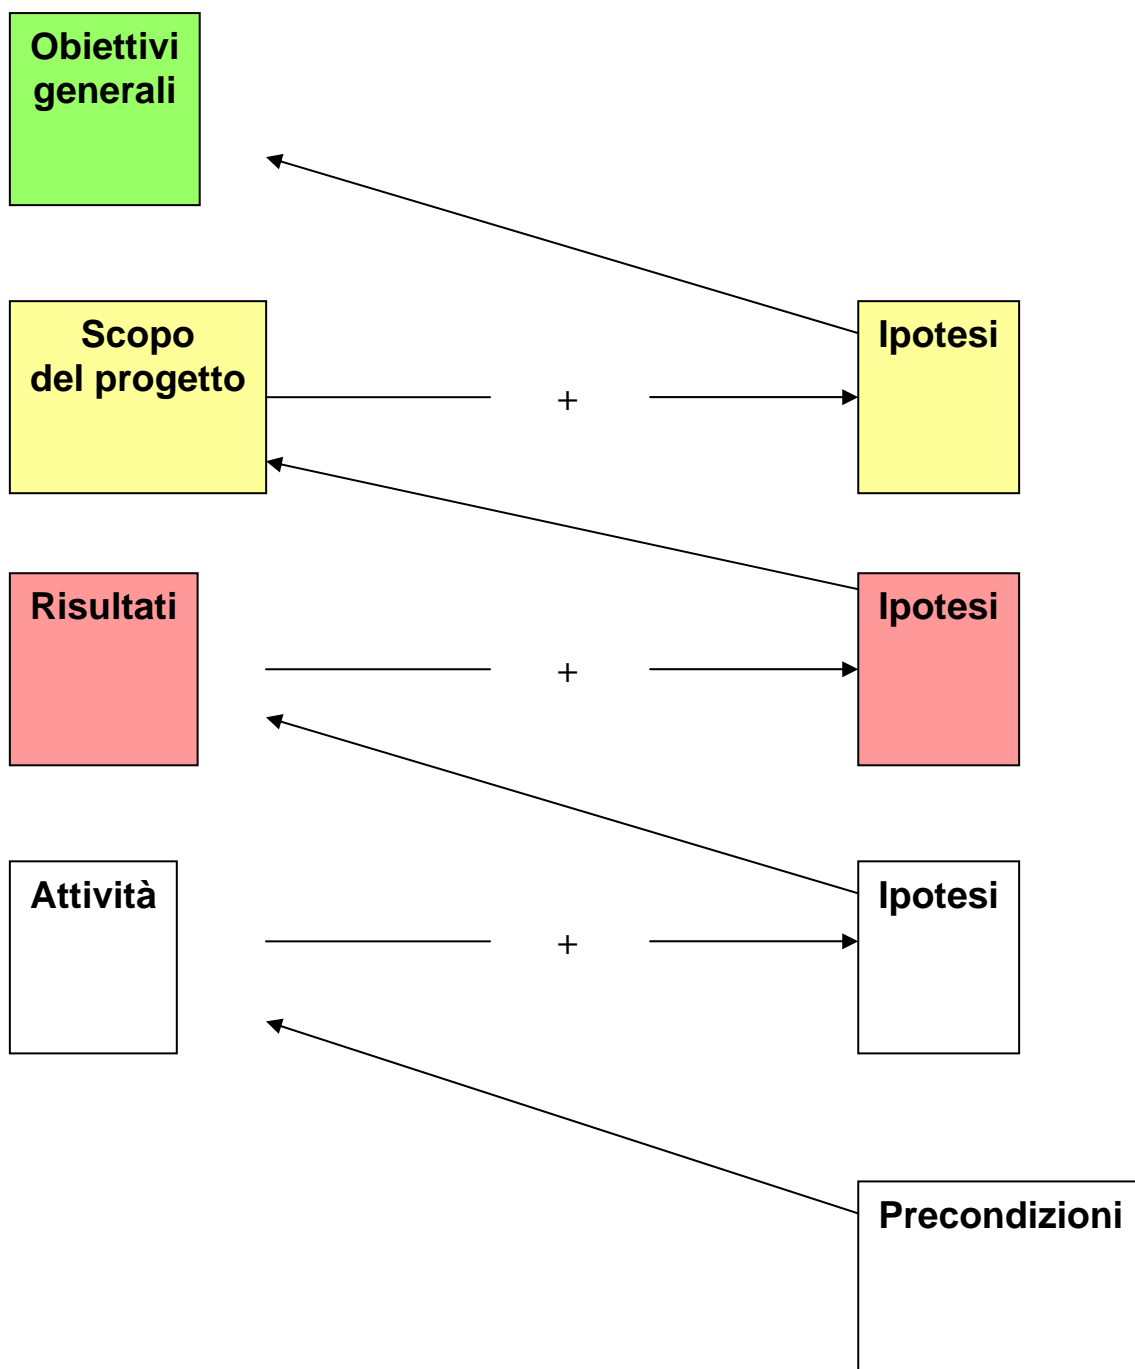 Obiettivi
generali
Scopo
del progetto
+
Ipotesi
Risultati
+
Ipotesi
Attività
+
Ipotesi
Precondizioni